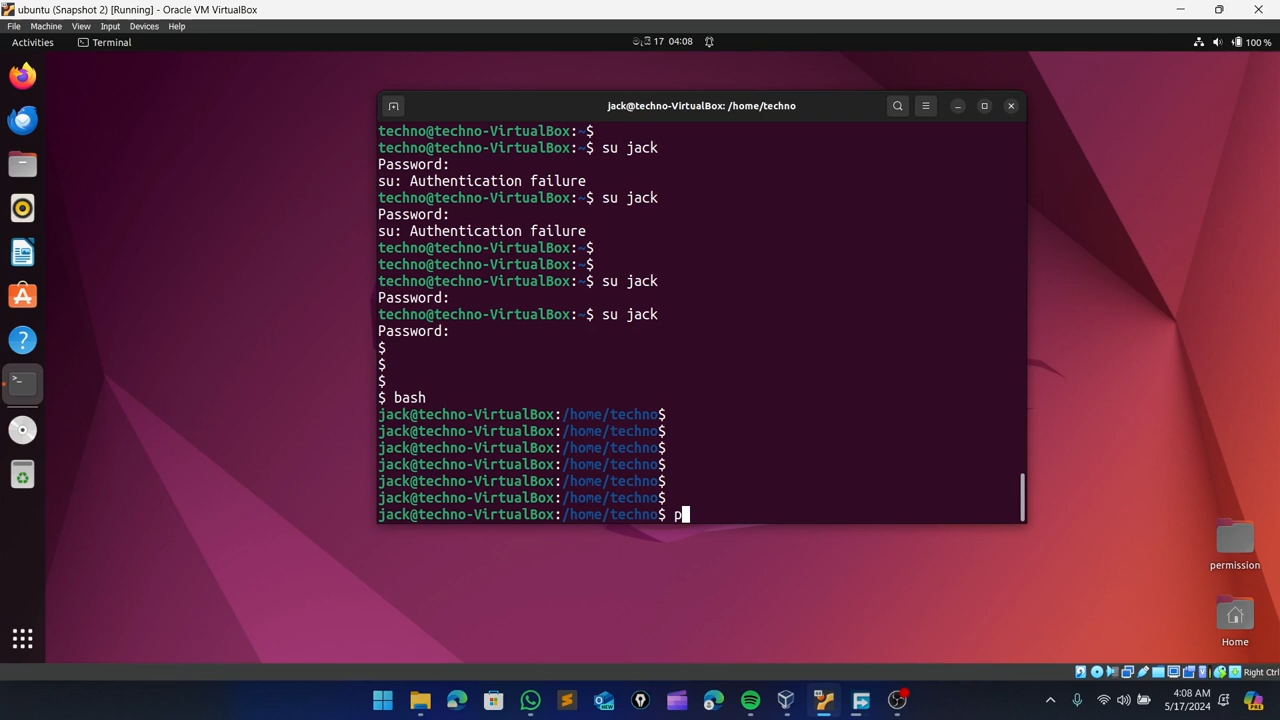 ubuntu (Snapshot 2) [Running] - Oracle VM VirtualBox
File Machine View Input Devices Help
Activities Terminal මැයි 17 04:08 100 %
jack@techno-VirtualBox: /home/techno
techno@techno-VirtualBox:~$
techno@techno-VirtualBox:~$ su jack
Password:
su: Authentication failure
techno@techno-VirtualBox:~$ su jack
Password:
su: Authentication failure
techno@techno-VirtualBox:~$
techno@techno-VirtualBox:~$
techno@techno-VirtualBox:~$ su jack
Password:
techno@techno-VirtualBox:~$ su jack
Password:
$
$
$
$ bash
jack@techno-VirtualBox:/home/techno$
jack@techno-VirtualBox:/home/techno$
jack@techno-VirtualBox:/home/techno$
jack@techno-VirtualBox:/home/techno$
jack@techno-VirtualBox:/home/techno$
jack@techno-VirtualBox:/home/techno$
jack@techno-VirtualBox:/home/techno$ p
permission
Home
Right Ctrl
4:08 AM
5/17/2024